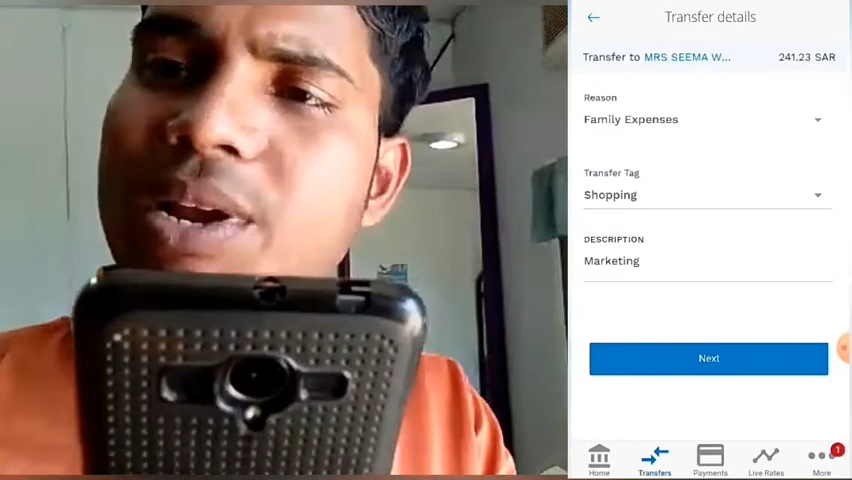 Transfer details
Transfer to MRS SEEMA W... 241.23 SAR
Reason
Family Expenses
Transfer Tag
Shopping
DESCRIPTION
Marketing
Next
1
Home Transfers Payments Live Rates More